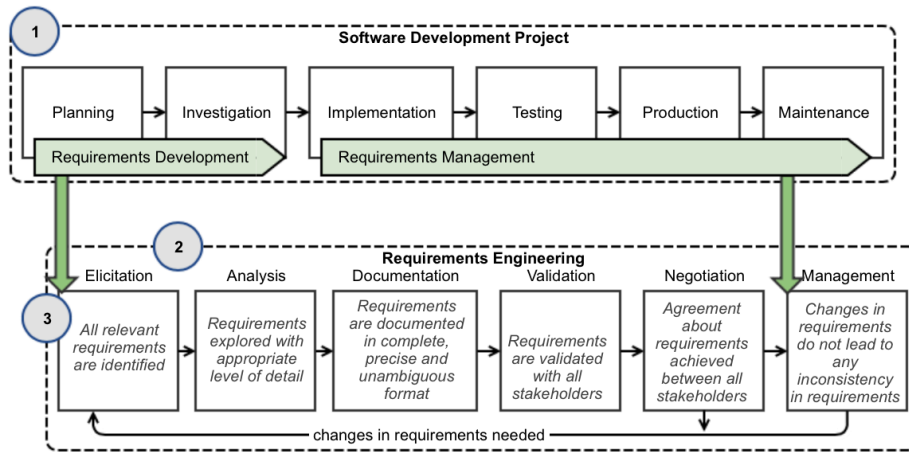 1
Software Development Project
Planning
Investigation
Implementation
Testing
Production
Maintenance
Requirements Development
Requirements Management
2
Requirements Engineering
Elicitation
Analysis
Documentation
Validation
Negotiation
Management
3
All relevant
requirements
are identified
Requirements
explored with
appropriate
level of detail
Requirements
are documented
in complete,
precise and
unambiguous
format
Requirements
are validated
with all
stakeholders
Agreement
about
requirements
achieved
between all
stakeholders
Changes in
requirements
do not lead to
any
inconsistency
in requirements
changes in requirements needed